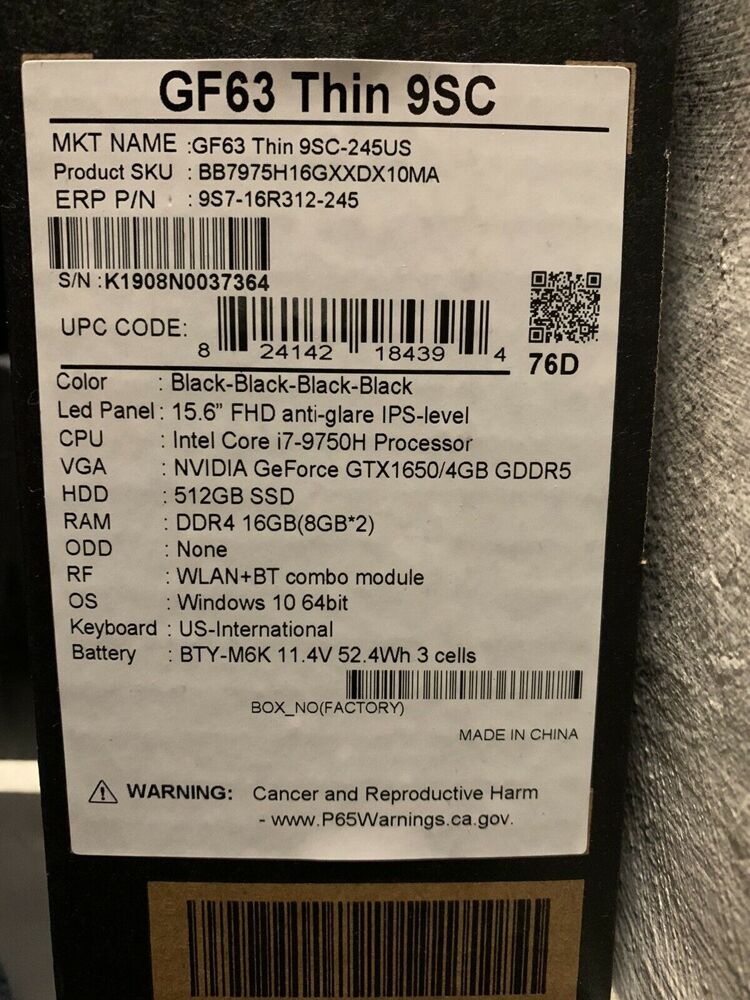 GF63 Thin 9SC
MKT NAME :GF63 Thin 9SC-245US
Product SKU : BB7975H16GXXDX10MA
ERP P/N : 9S7-16R312-245
S/N :K1908N0037364
UPC CODE: 8 24142 18439 4
76D
Color : Black-Black-Black-Black
Led Panel : 15.6" FHD anti-glare IPS-level
CPU : Intel Core i7-9750H Processor
VGA : NVIDIA GeForce GTX1650/4GB GDDR5
HDD : 512GB SSD
RAM : DDR4 16GB(8GB*2)
ODD : None
RF : WLAN+BT combo module
OS : Windows 10 64bit
Keyboard : US-International
Battery : BTY-M6K 11.4V 52.4Wh 3 cells
BOX_NO(FACTORY)
MADE IN CHINA
WARNING: Cancer and Reproductive Harm
- www.P65Warnings.ca.gov.